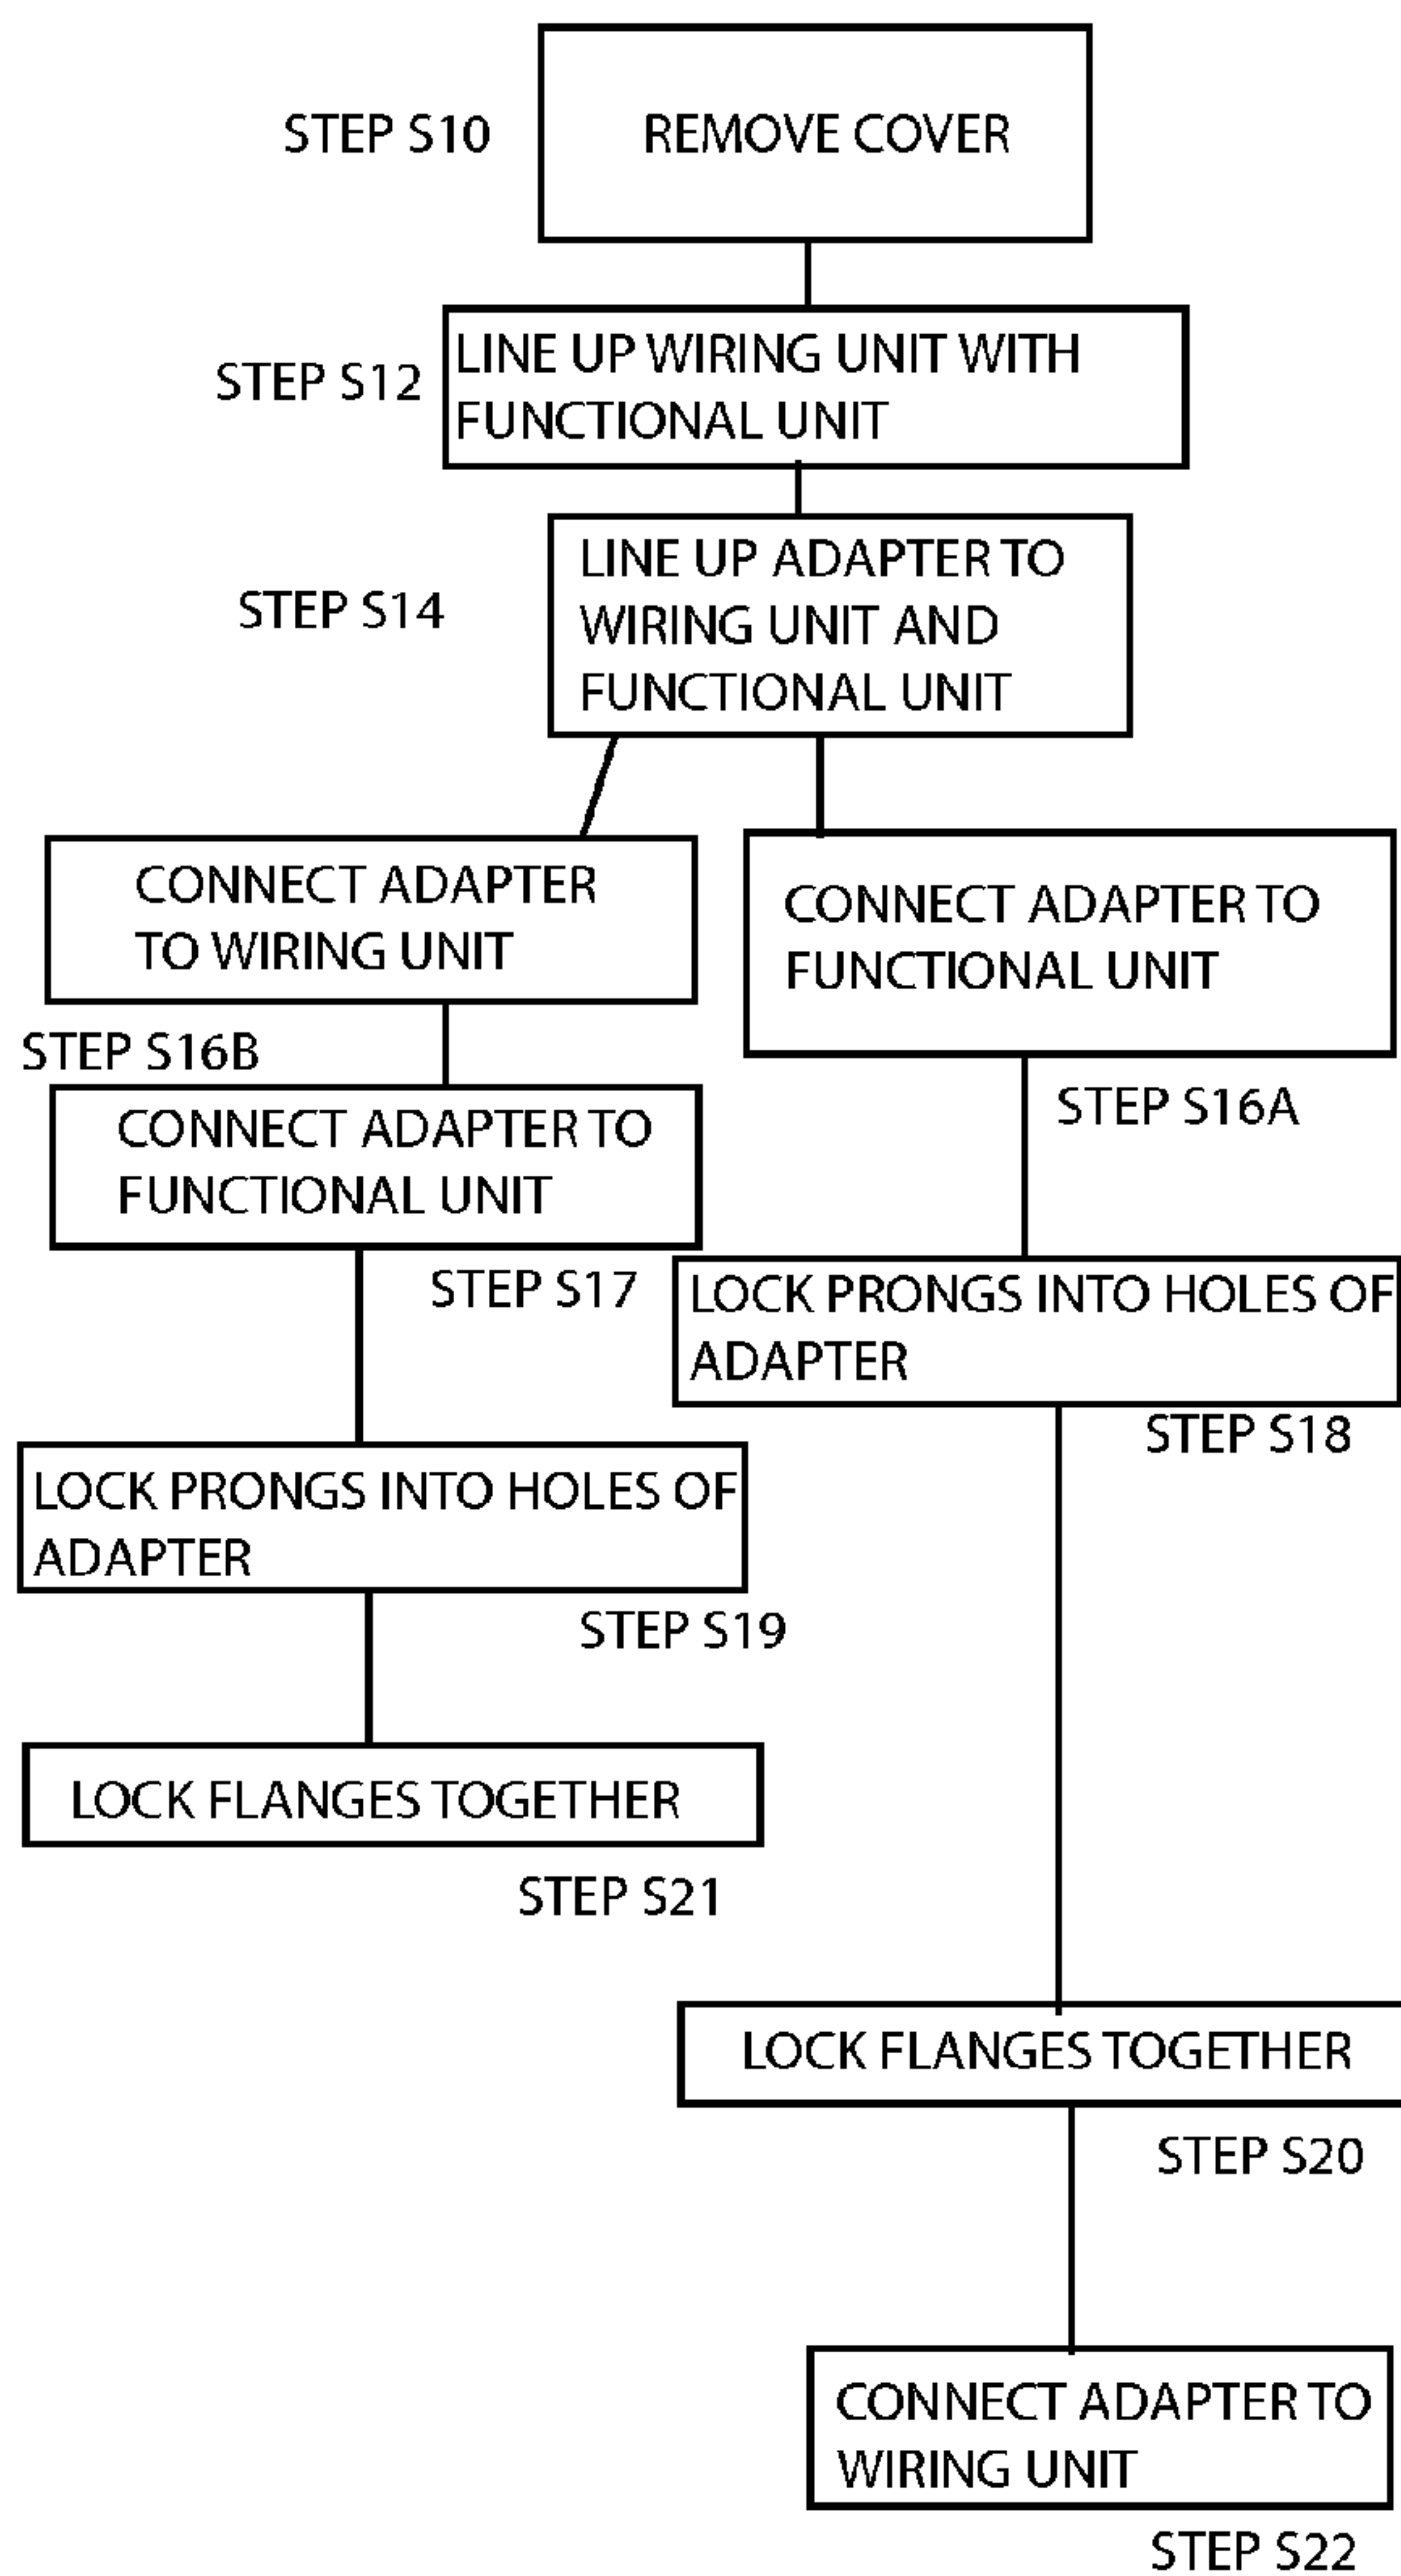 STEP S10
REMOVE COVER
STEP S12
LINE UP WIRING UNIT WITH
FUNCTIONAL UNIT
STEP S14
LINE UP ADAPTER TO
WIRING UNIT AND
FUNCTIONAL UNIT
CONNECT ADAPTER
TO WIRING UNIT
STEP S16B
CONNECT ADAPTER TO
FUNCTIONAL UNIT
STEP S16A
CONNECT ADAPTER TO
FUNCTIONAL UNIT
STEP S17
LOCK PRONGS INTO HOLES OF
ADAPTER
STEP S18
LOCK PRONGS INTO HOLES OF
ADAPTER
STEP S19
LOCK FLANGES TOGETHER
STEP S21
LOCK FLANGES TOGETHER
STEP S20
CONNECT ADAPTER TO
WIRING UNIT
STEP S22